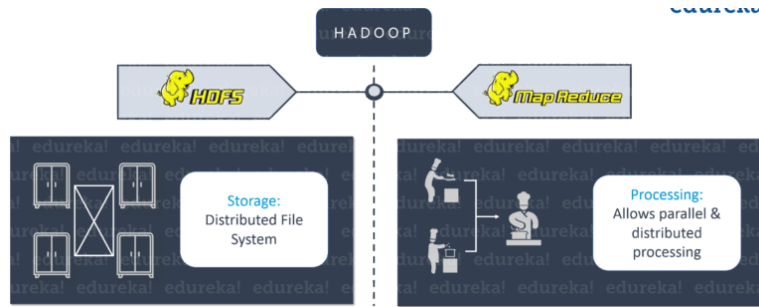 edureka!
HADOOP
HDFS
Map Reduce
Storage:
Distributed File
System
Processing:
Allows parallel &
distributed
processing